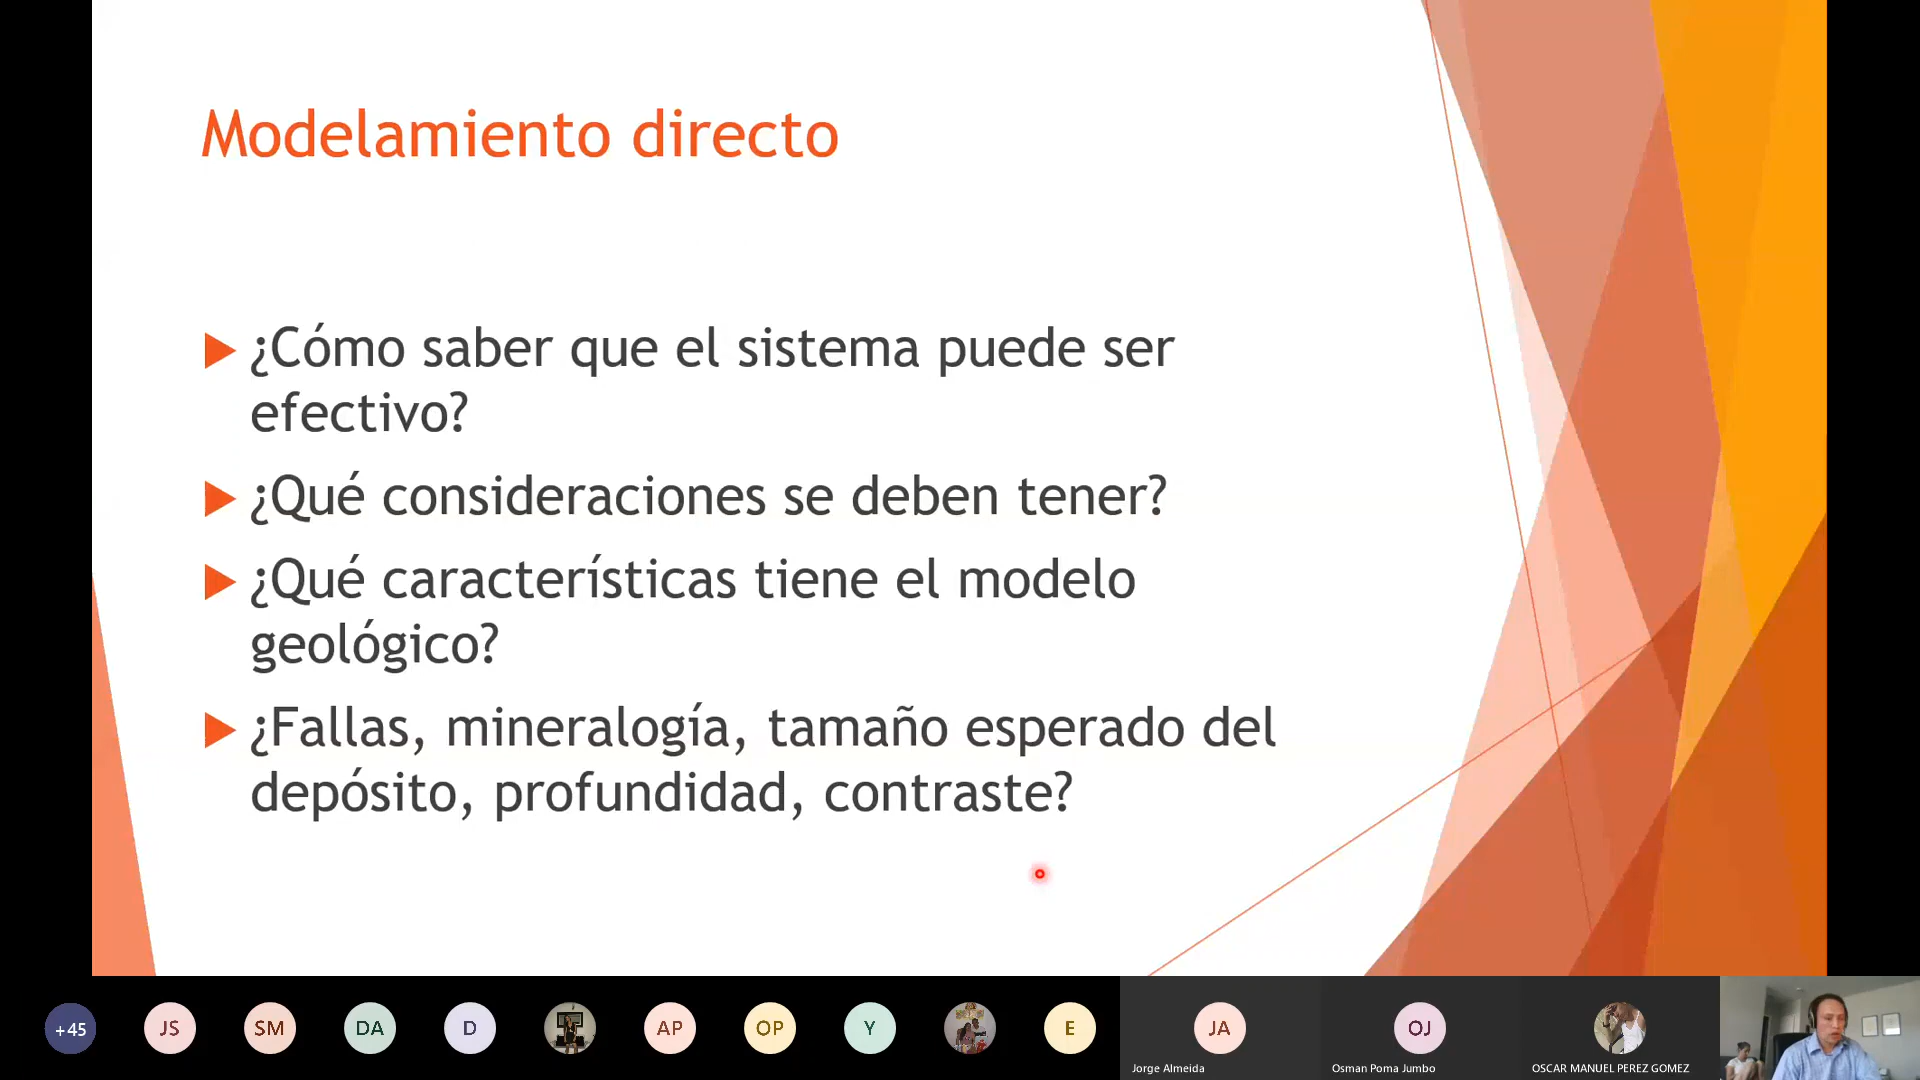 Modelamiento directo
¿Cómo saber que el sistema puede ser
efectivo?
¿Qué consideraciones se deben tener?
¿Qué características tiene el modelo
geológico?
¿Fallas, mineralogía, tamaño esperado del
depósito, profundidad, contraste?
+45 JS SM DA D AP OP Y E JA OJ
Jorge Almeida Osman Poma Jumbo OSCAR MANUEL PEREZ GOMEZ